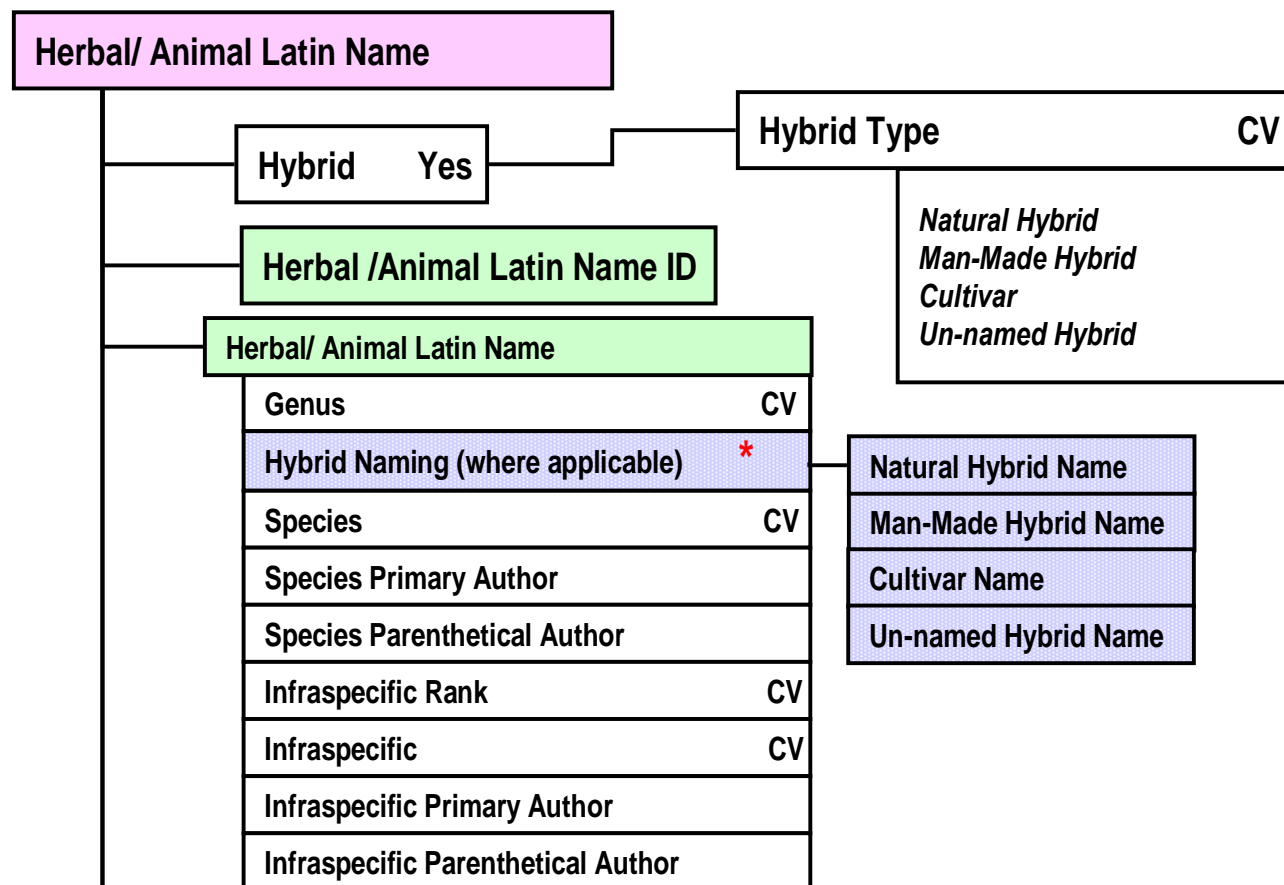 Herbal/ Animal Latin Name
Hybrid Yes
Hybrid Type CV
Natural Hybrid
Man-Made Hybrid
Cultivar
Un-named Hybrid
Herbal /Animal Latin Name ID
Herbal/ Animal Latin Name
Genus CV
Hybrid Naming (where applicable) *
Species CV
Species Primary Author
Species Parenthetical Author
Infraspecific Rank CV
Infraspecific CV
Infraspecific Primary Author
Infraspecific Parenthetical Author
Natural Hybrid Name
Man-Made Hybrid Name
Cultivar Name
Un-named Hybrid Name